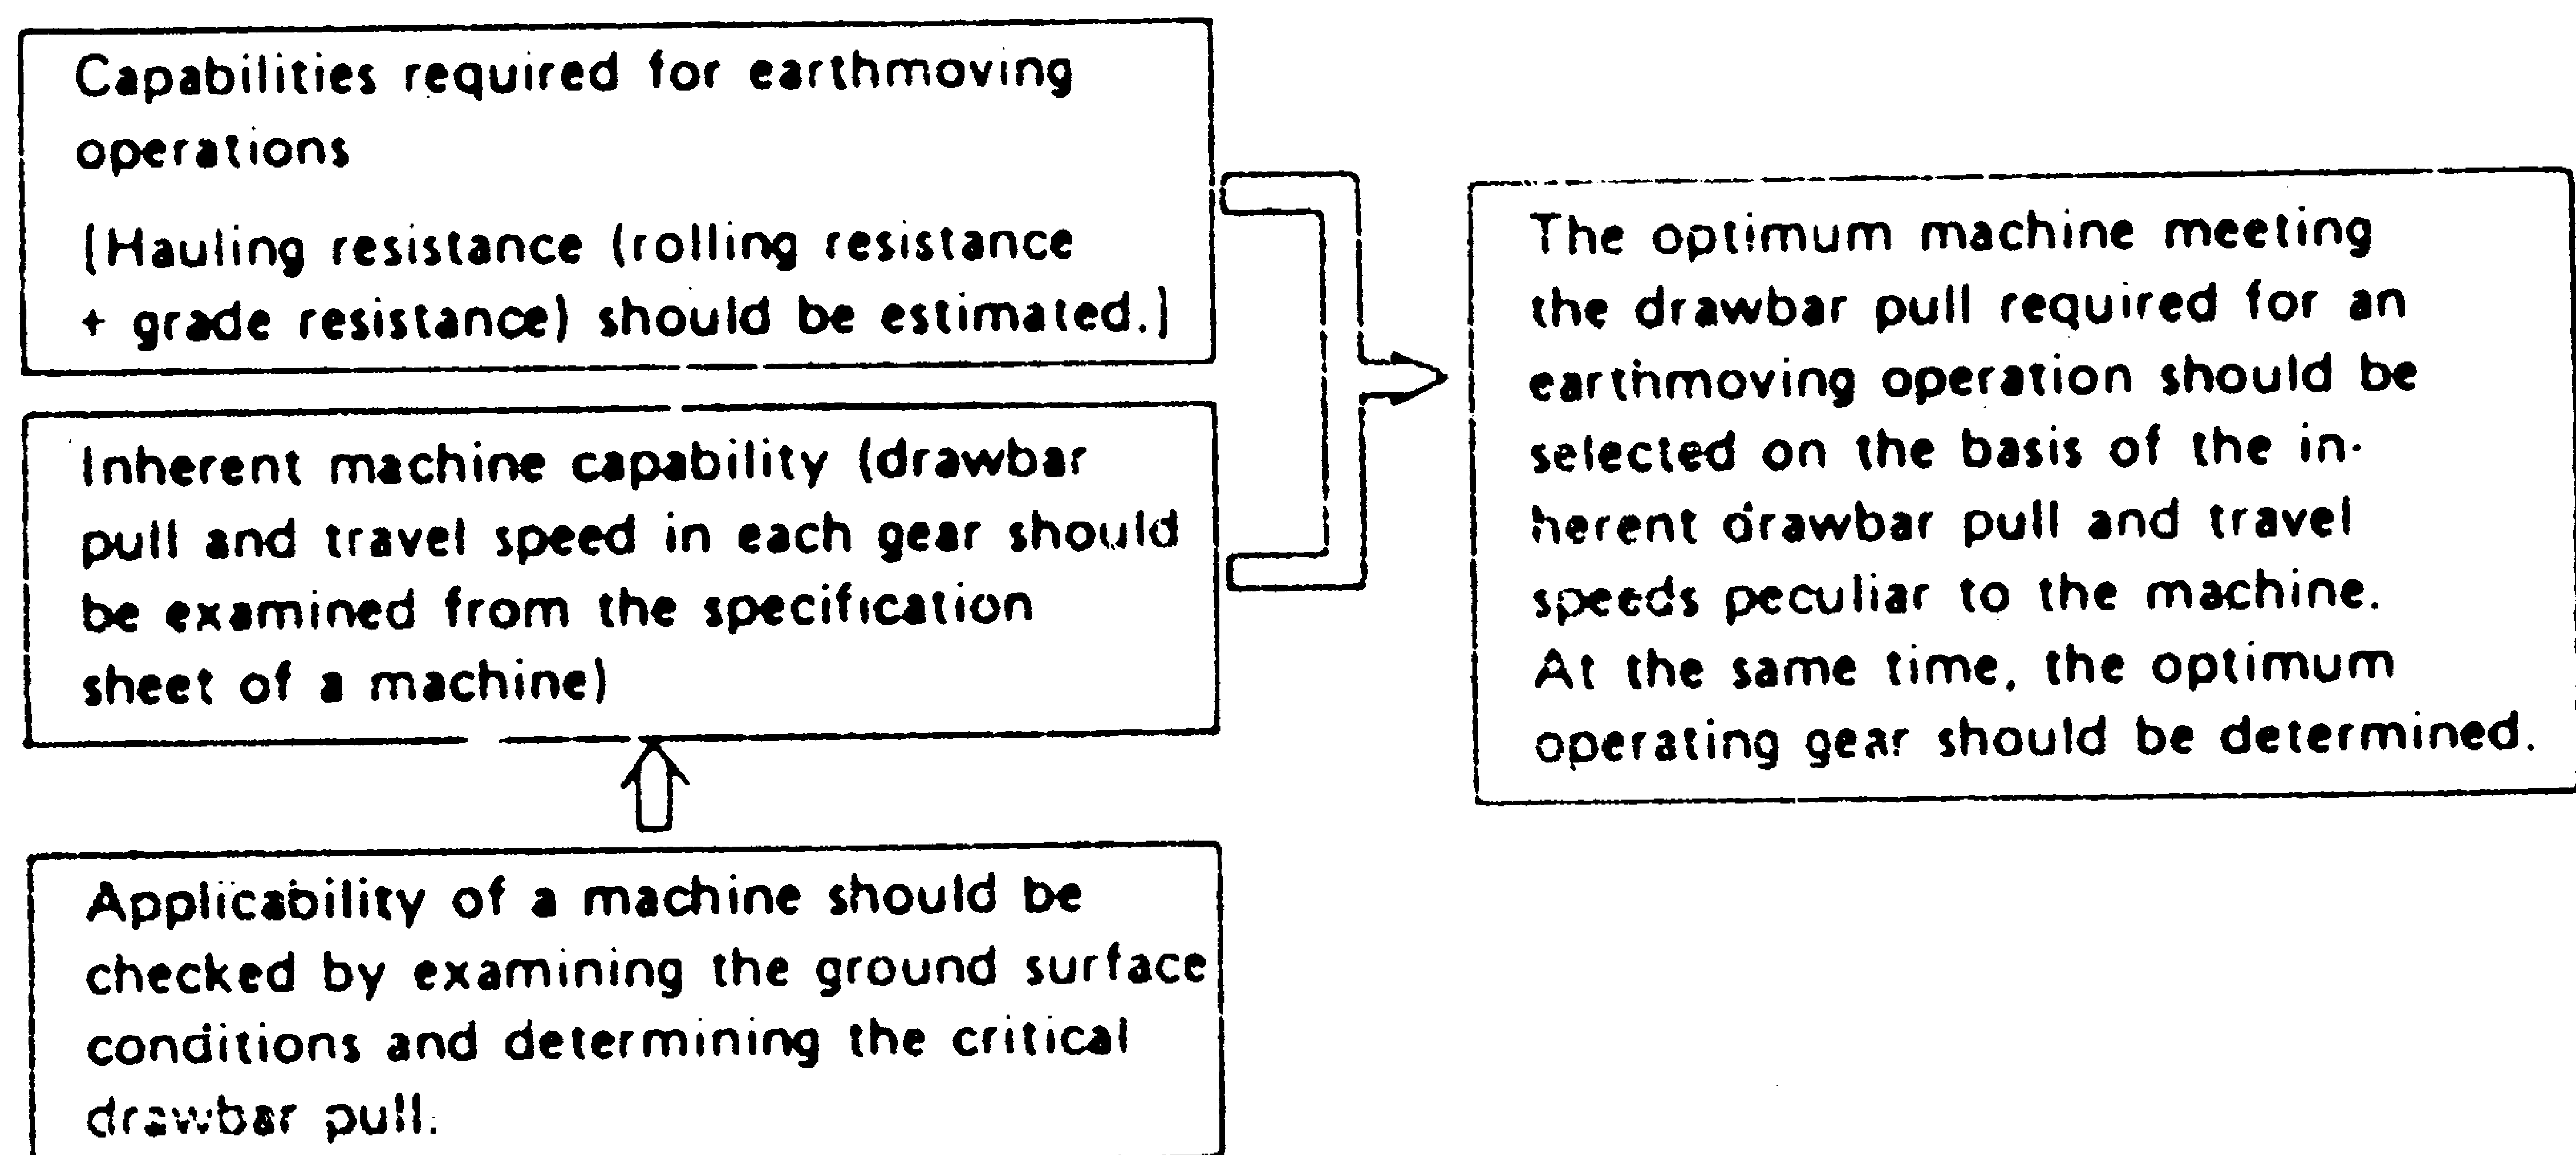 Capabilities required for earthmoving
operations
[Hauling resistance (rolling resistance
+ grade resistance) should be estimated.]
Inherent machine capability (drawbar
pull and travel speed in each gear should
be examined from the specification
sheet of a machine)
Applicability of a machine should be
checked by examining the ground surface
conditions and determining the critical
drawbar pull.
The optimum machine meeting
the drawbar pull required for an
earthmoving operation should be
selected on the basis of the in-
herent drawbar pull and travel
speeds peculiar to the machine.
At the same time, the optimum
operating gear should be determined.